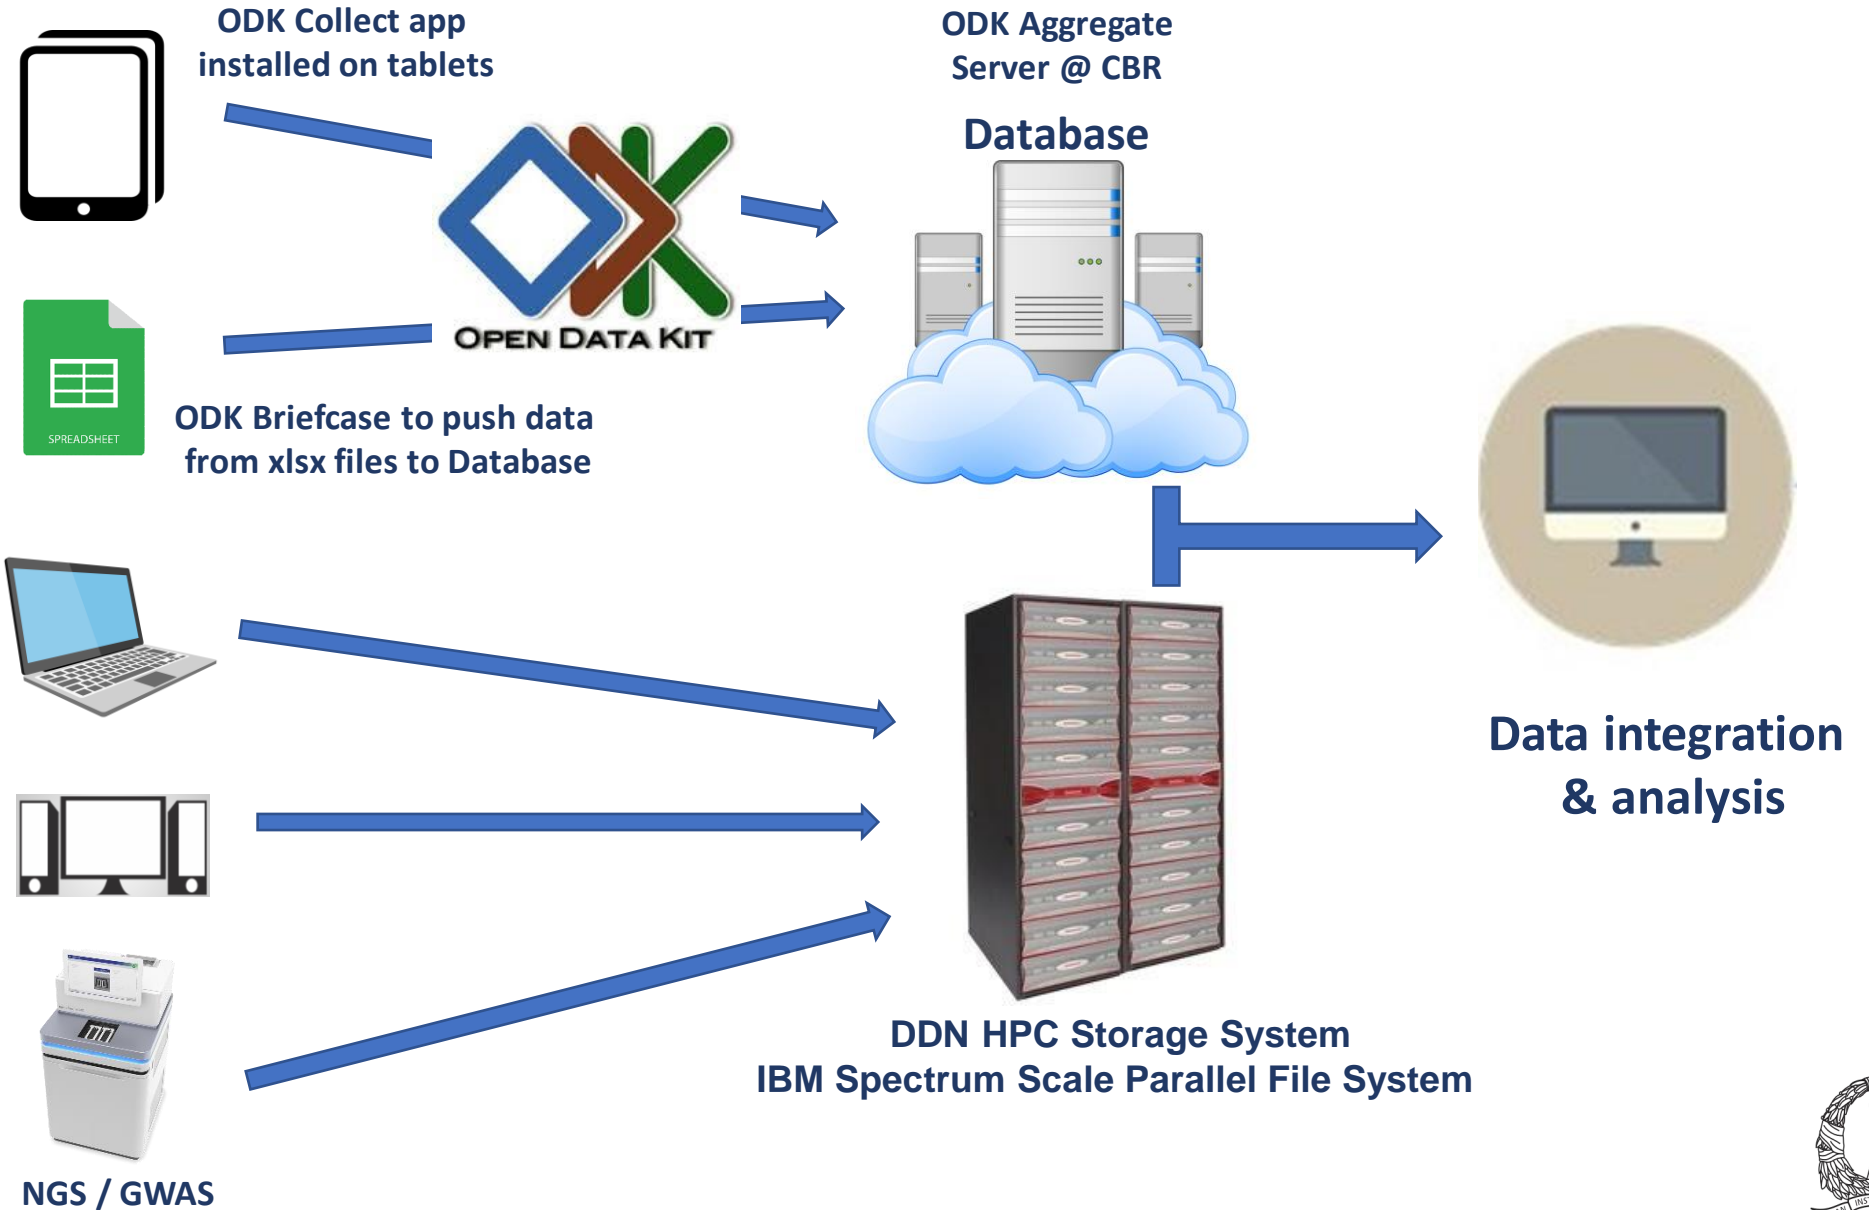 ODK Collect app
installed on tablets
ODK Aggregate
Server @ CBR
Database
OPEN DATA KIT
SPREADSHEET
ODK Briefcase to push data
from xlsx files to Database
Data integration
& analysis
DDN HPC Storage System
IBM Spectrum Scale Parallel File System
NGS / GWAS